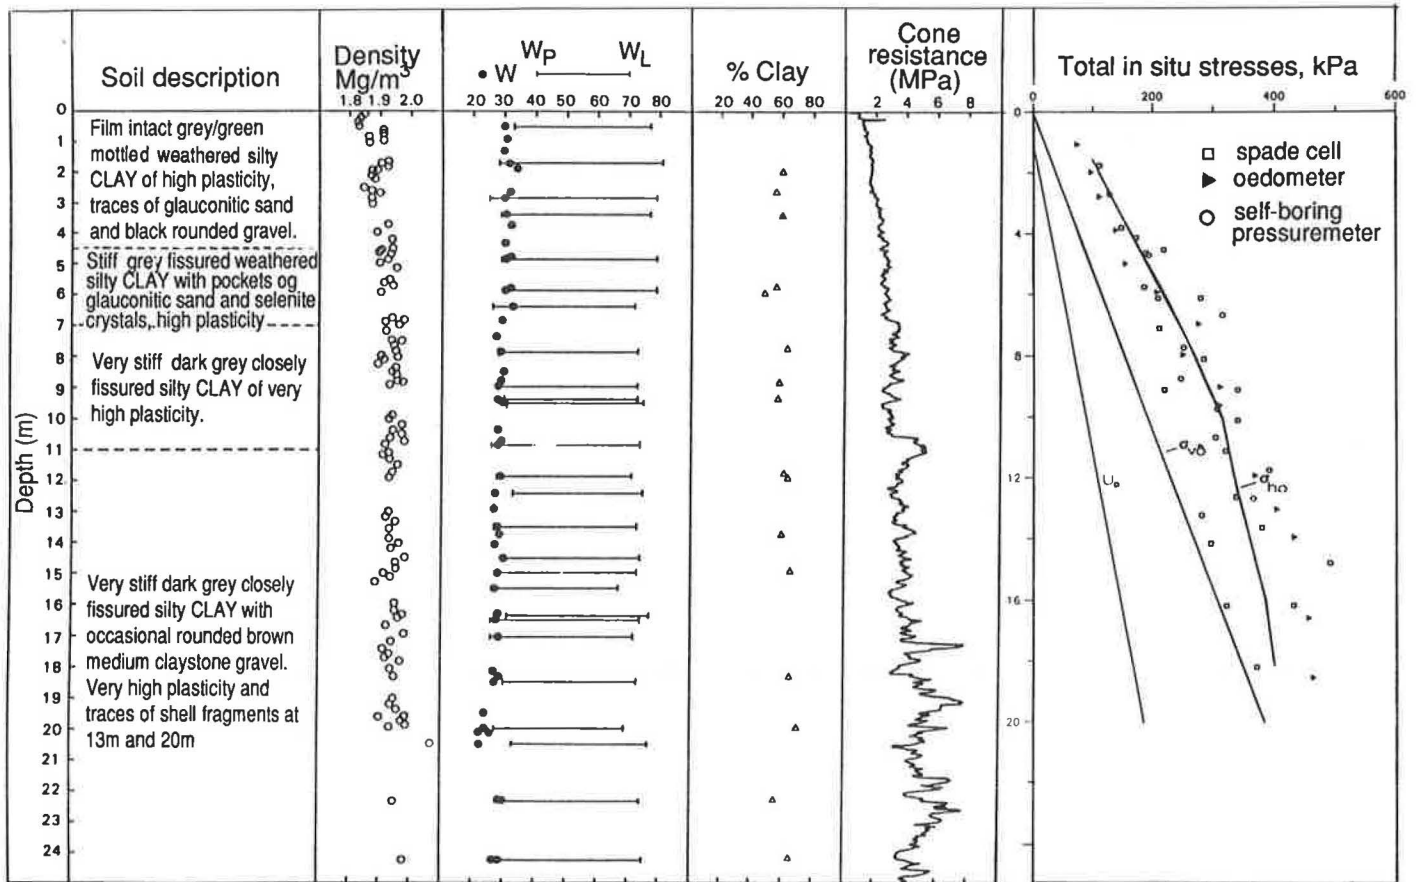 Soil description
Density
Mg/m³
1.8 1.9 2.0
W
W_P
W_L
20 30 40 50 60 70 80
% Clay
20 40 60 80
Cone
resistance
(MPa)
2 4 6 8
Total in situ stresses, kPa
0 200 400 600
spade cell
oedometer
self-boring
pressuremeter
Depth (m)
0
1
2
3
4
5
6
7
8
9
10
11
12
13
14
15
16
17
18
19
20
21
22
23
24
Film intact grey/green
mottled weathered silty
CLAY of high plasticity,
traces of glauconitic sand
and black rounded gravel.
Stiff grey fissured weathered
silty CLAY with pockets og
glauconitic sand and selenite
crystals, high plasticity
Very stiff dark grey closely
fissured silty CLAY of very
high plasticity.
Very stiff dark grey closely
fissured silty CLAY with
occasional rounded brown
medium claystone gravel.
Very high plasticity and
traces of shell fragments at
13m and 20m
0
4
8
12
16
20
U
σvo
σho